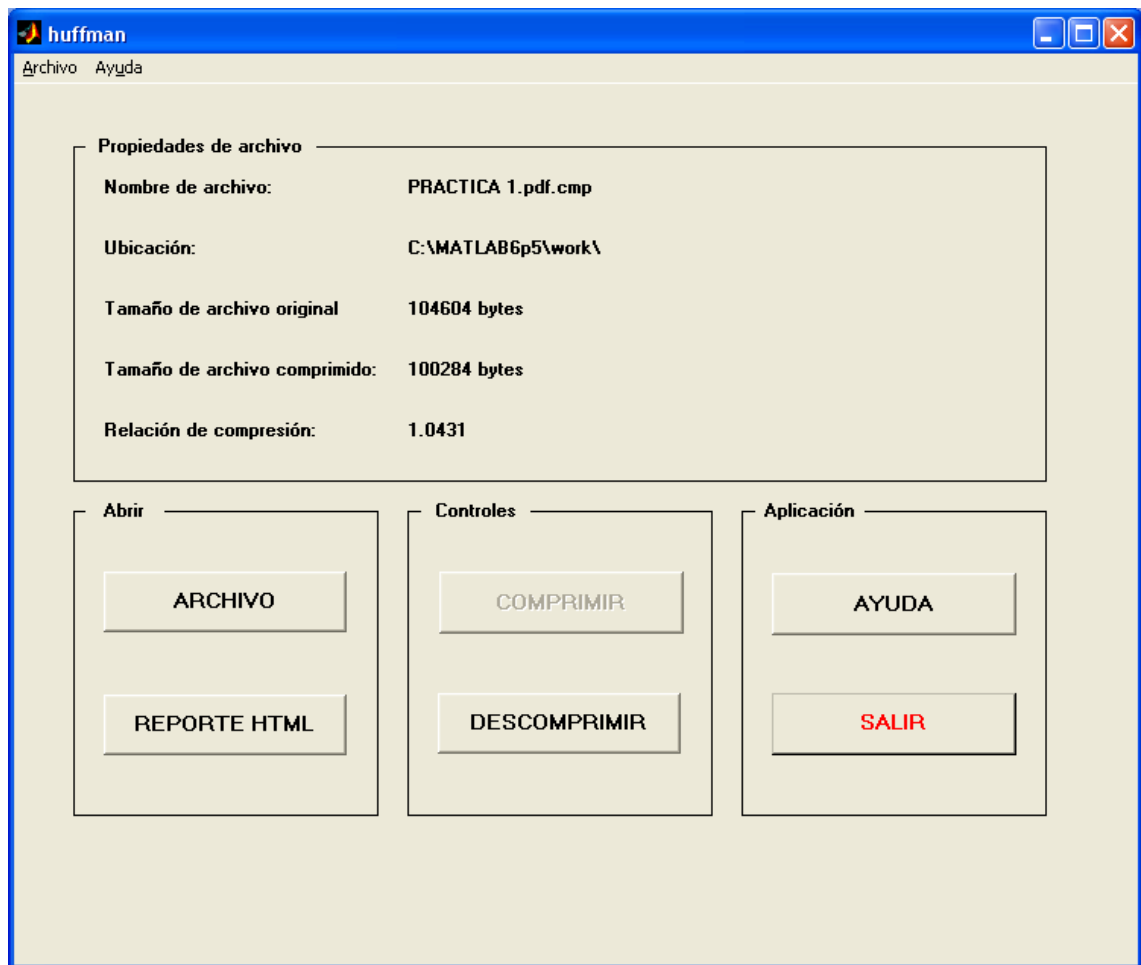 huffman
Archivo Ayuda
Propiedades de archivo
Nombre de archivo: PRACTICA 1.pdf.cmp
Ubicación: C:\MATLAB6p5\work\
Tamaño de archivo original 104604 bytes
Tamaño de archivo comprimido: 100284 bytes
Relación de compresión: 1.0431
Abrir Controles Aplicación
ARCHIVO COMPRIMIR AYUDA
REPORTE HTML DESCOMPRIMIR SALIR